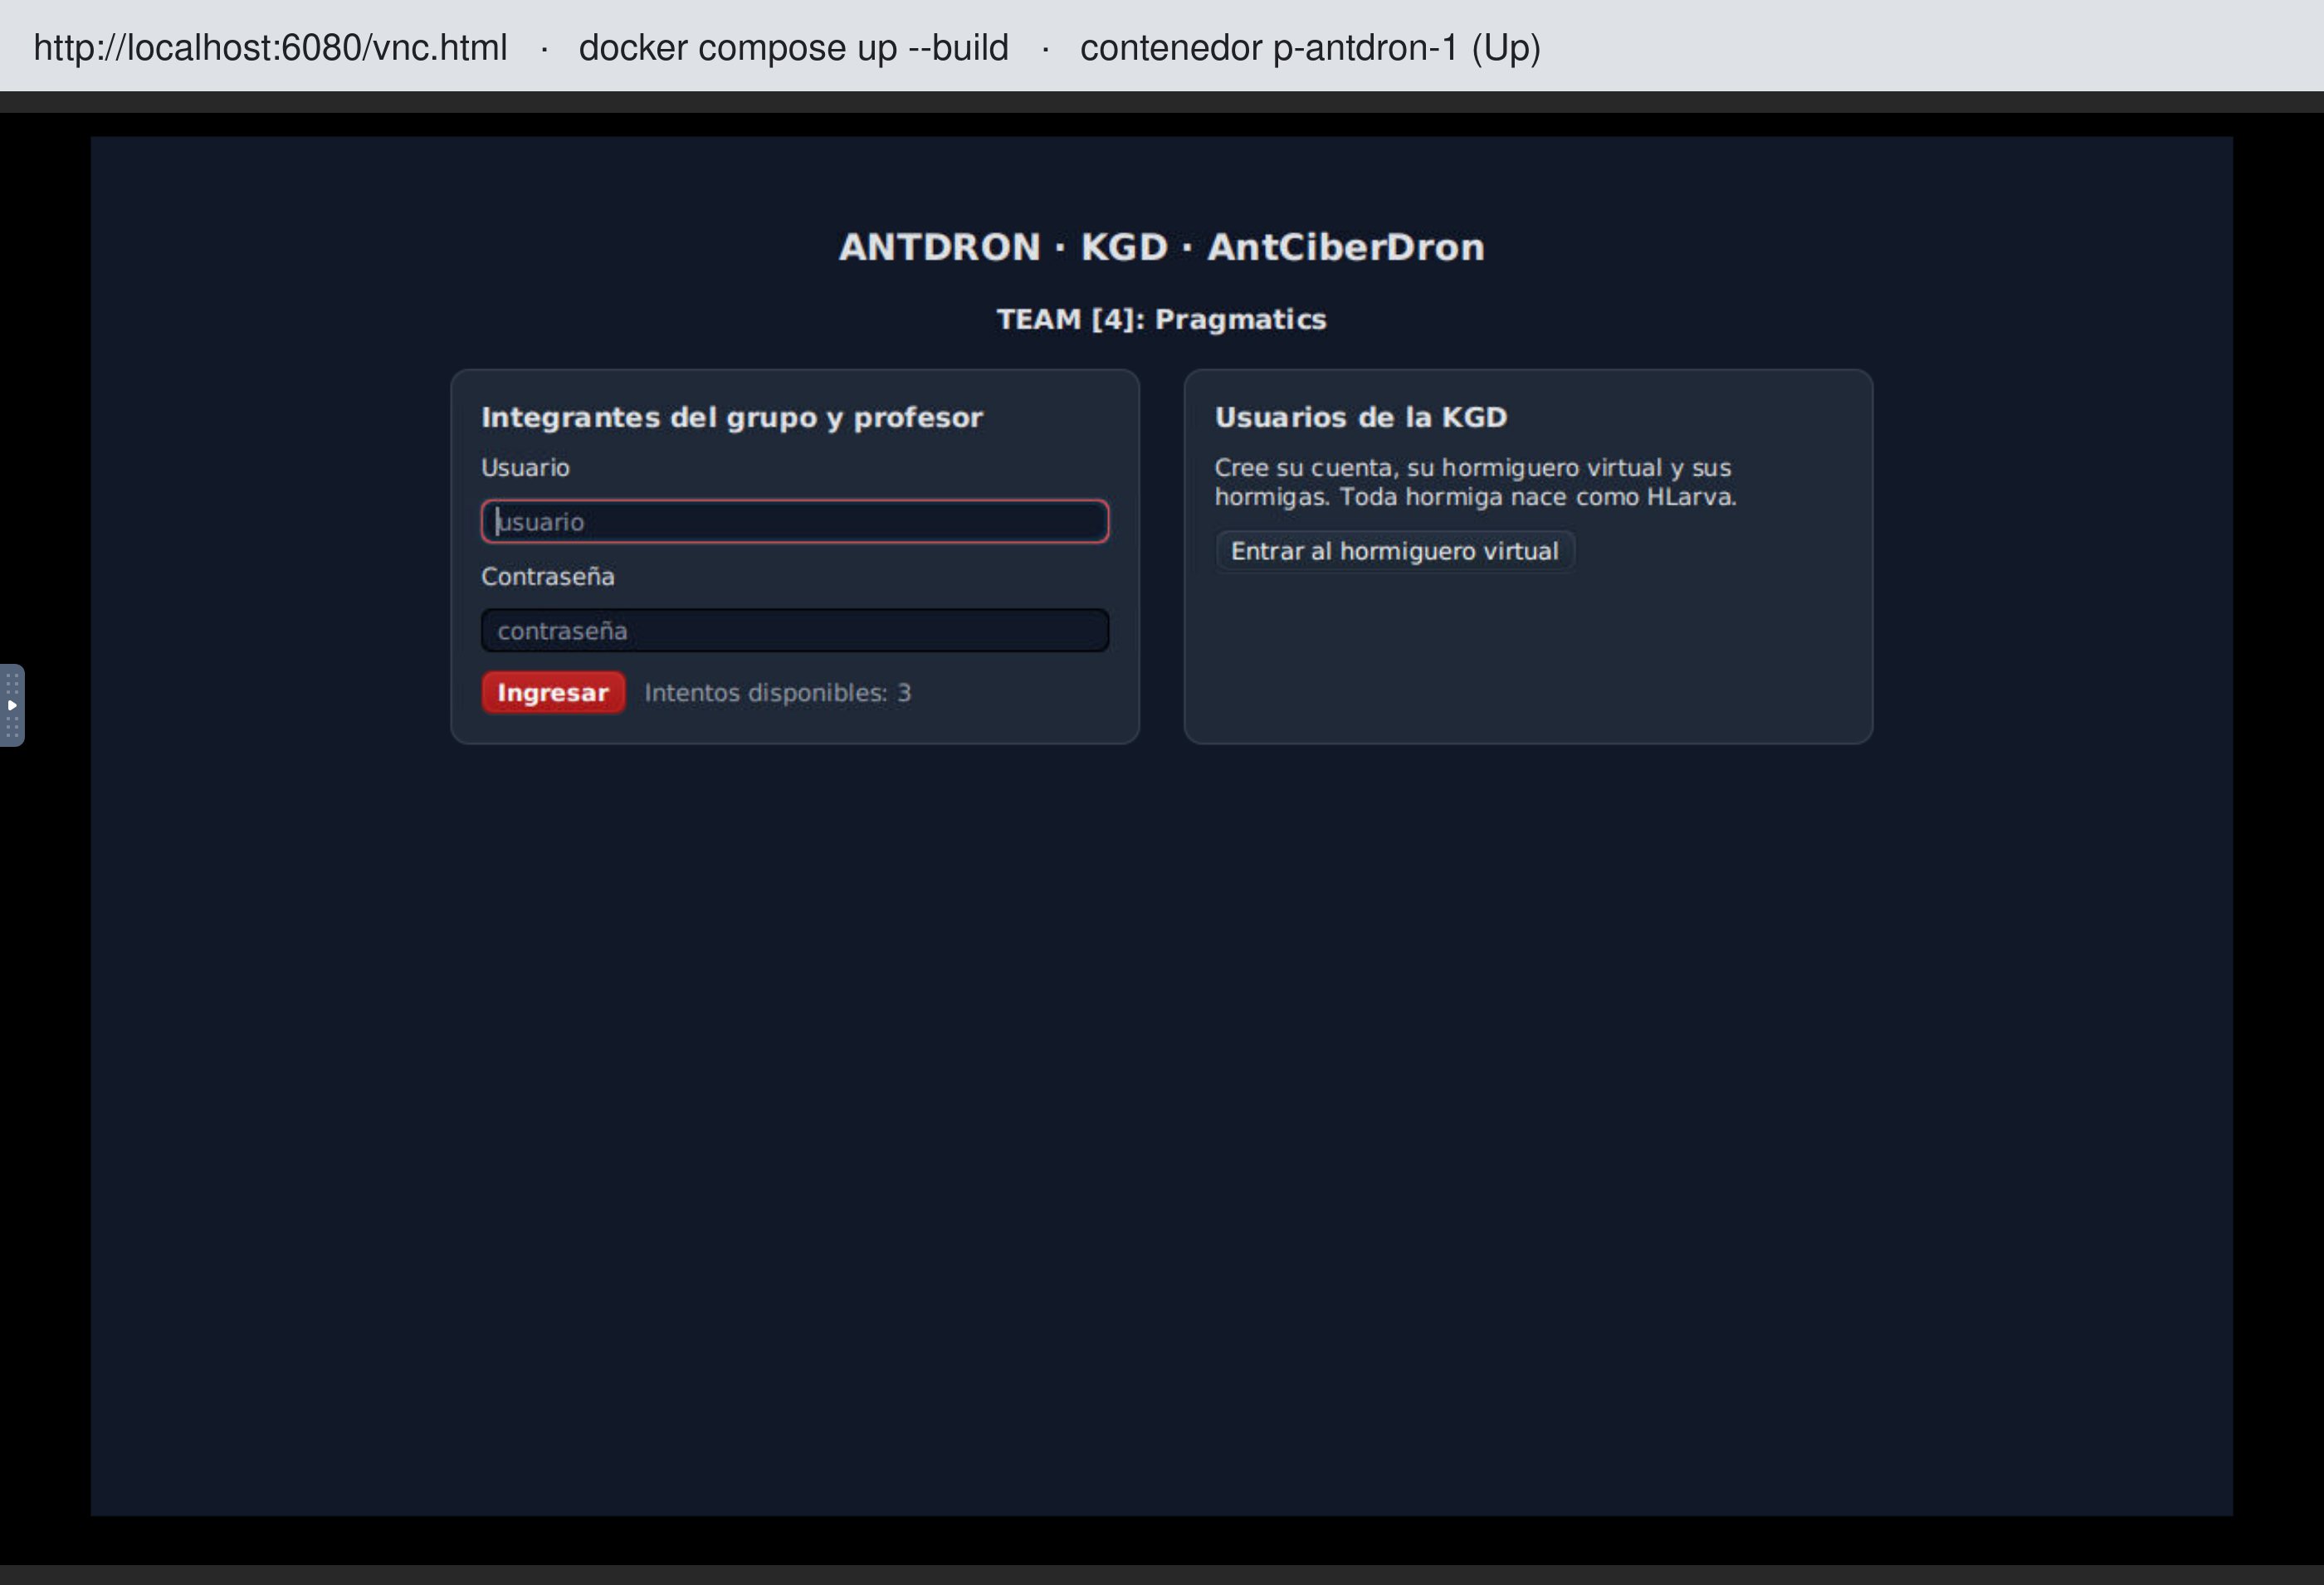 http://localhost:6080/vnc.html · docker compose up --build · contenedor p-antdron-1 (Up)
ANTDRON · KGD · AntCiberDron
TEAM [4]: Pragmatics
Integrantes del grupo y profesor
Usuario
usuario
Contraseña
contraseña
Ingresar Intentos disponibles: 3
Usuarios de la KGD
Cree su cuenta, su hormiguero virtual y sus
hormigas. Toda hormiga nace como HLarva.
Entrar al hormiguero virtual